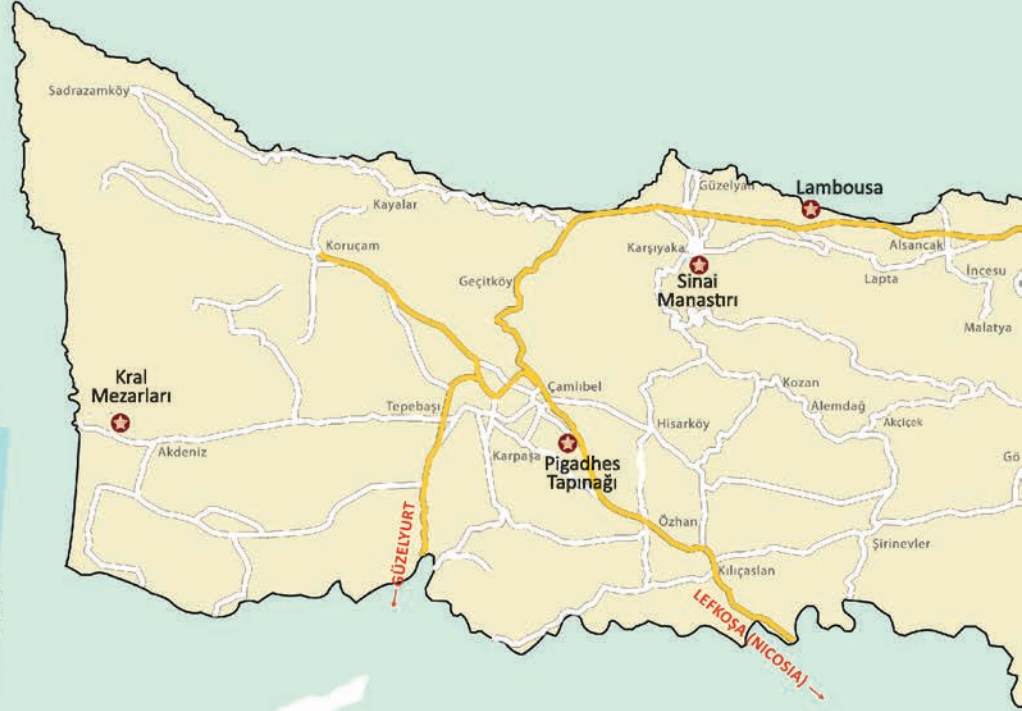 Sadrazamköy
Güzelyalı
Lambousa
Kayalar
Koruçam
Karşıyaka
Alsancak
Geçitköy
Sinai
Manastırı
Lapta
İncesu
Malatya
Kral
Mezarları
Çamlıbel
Kozan
Tepebaşı
Alemdağ
Akçiçek
Hisarköy
Akdeniz
Karpaşa
Pigadhes
Tapınağı
Gö
Özhan
Şirinevler
← GÜZELYURT
Kılıçaslan
LEFKOŞA (NICOSIA) →